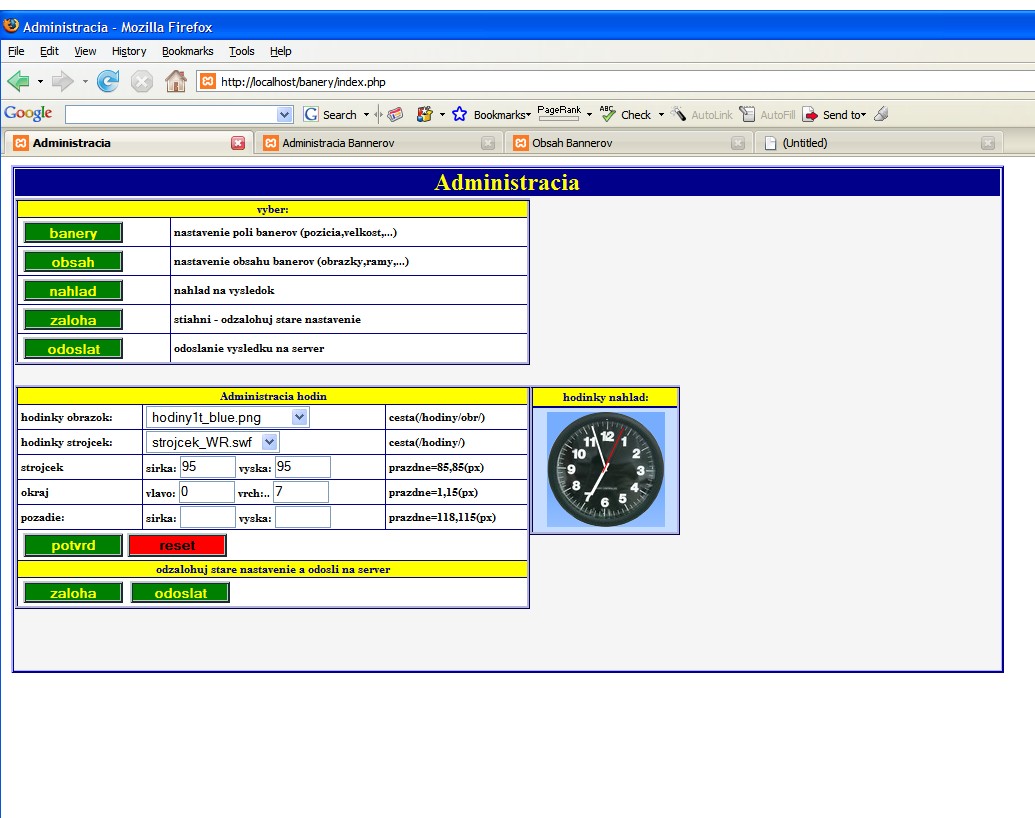 Administracia - Mozilla Firefox
File Edit View History Bookmarks Tools Help
http://localhost/banery/index.php
Google G Search Bookmarks PageRank ABC Check AutoLink AutoFill Send to
Administracia Administracia Bannerov Obsah Bannerov (Untitled)
Administracia
vyber:
banery nastavenie poli banerov (pozicia,velkost,...)
obsah nastavenie obsahu banerov (obrazky,ramy,...)
nahlad nahlad na vysledok
zaloha stiahni - odzalohuj stare nastavenie
odoslat odoslanie vysledku na server
Administracia hodin
hodinky obrazok: hodiny1t_blue.png cesta(/hodiny/obr/)
hodinky strojcek: strojcek_WR.swf cesta(/hodiny/)
strojcek sirka: 95 vyska: 95 prazdne=85,85(px)
okraj vlavo: 0 vrch:.. 7 prazdne=1,15(px)
pozadie: sirka: vyska: prazdne=118,115(px)
potvrd reset
odzalohuj stare nastavenie a odosli na server
zaloha odoslat
hodinky nahlad:
12 1 2 3 4 5 6 7 8 9 10 11